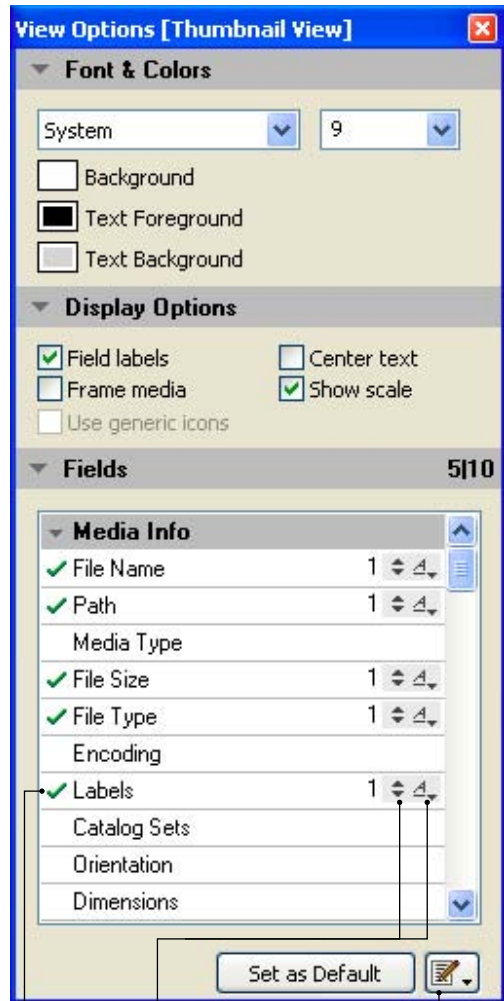 View Options [Thumbnail View]
Font & Colors
System 9
Background
Text Foreground
Text Background
Display Options
Field labels Center text
Frame media Show scale
Use generic icons
Fields 5|10
Media Info
File Name 1 A
Path 1 A
Media Type
File Size 1 A
File Type 1 A
Encoding
Labels 1 A
Catalog Sets
Orientation
Dimensions
Set as Default